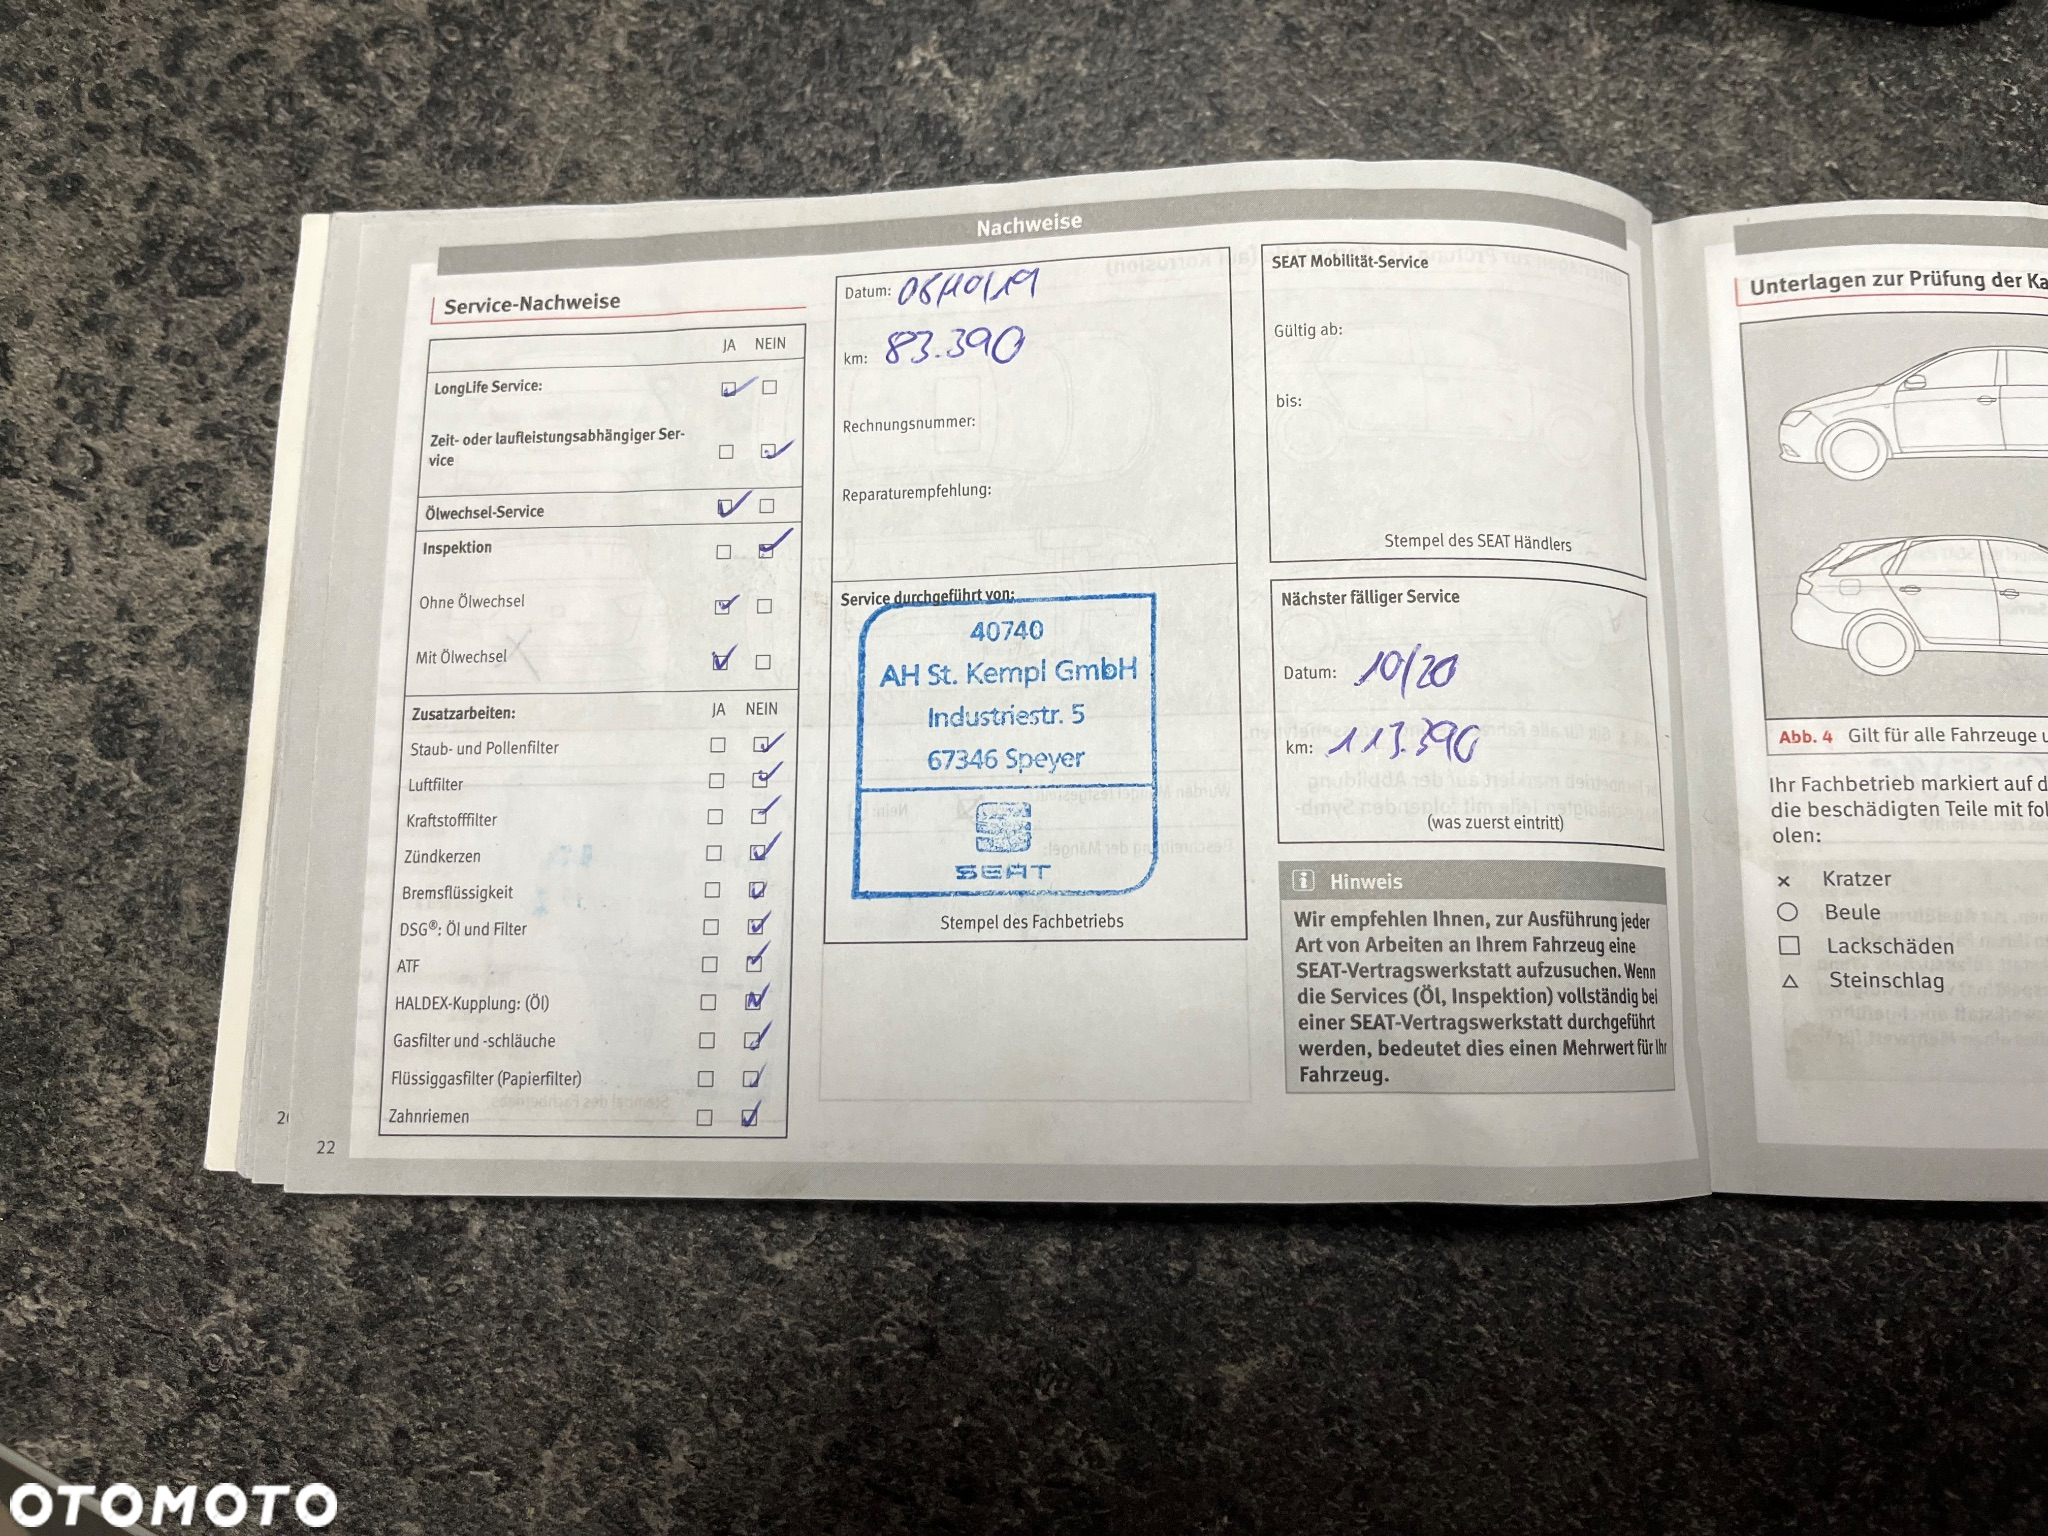 Nachweise
Service-Nachweise
JA NEIN
LongLife Service:
Zeit- oder laufleistungsabhängiger Ser-
vice
Ölwechsel-Service
Inspektion
Ohne Ölwechsel
Mit Ölwechsel
Zusatzarbeiten: JA NEIN
Staub- und Pollenfilter
Luftfilter
Kraftstofffilter
Zündkerzen
Bremsflüssigkeit
DSG®: Öl und Filter
ATF
HALDEX-Kupplung: (Öl)
Gasfilter und -schläuche
Flüssiggasfilter (Papierfilter)
Zahnriemen
22
Datum: 08/10/19
km: 83.390
Rechnungsnummer:
Reparaturempfehlung:
Service durchgeführt von:
40740
AH St. Kempl GmbH
Industriestr. 5
67346 Speyer
SEAT
Stempel des Fachbetriebs
SEAT Mobilität-Service
Gültig ab:
bis:
Stempel des SEAT Händlers
Nächster fälliger Service
Datum: 10/20
km: 113.390
(was zuerst eintritt)
Hinweis
Wir empfehlen Ihnen, zur Ausführung jeder
Art von Arbeiten an Ihrem Fahrzeug eine
SEAT-Vertragswerkstatt aufzusuchen. Wenn
die Services (Öl, Inspektion) vollständig bei
einer SEAT-Vertragswerkstatt durchgeführt
werden, bedeutet dies einen Mehrwert für Ihr
Fahrzeug.
Unterlagen zur Prüfung der Ka
Abb. 4 Gilt für alle Fahrzeuge u
Ihr Fachbetrieb markiert auf d
die beschädigten Teile mit fol
olen:
Kratzer
Beule
Lackschäden
Steinschlag
OTOMOTO